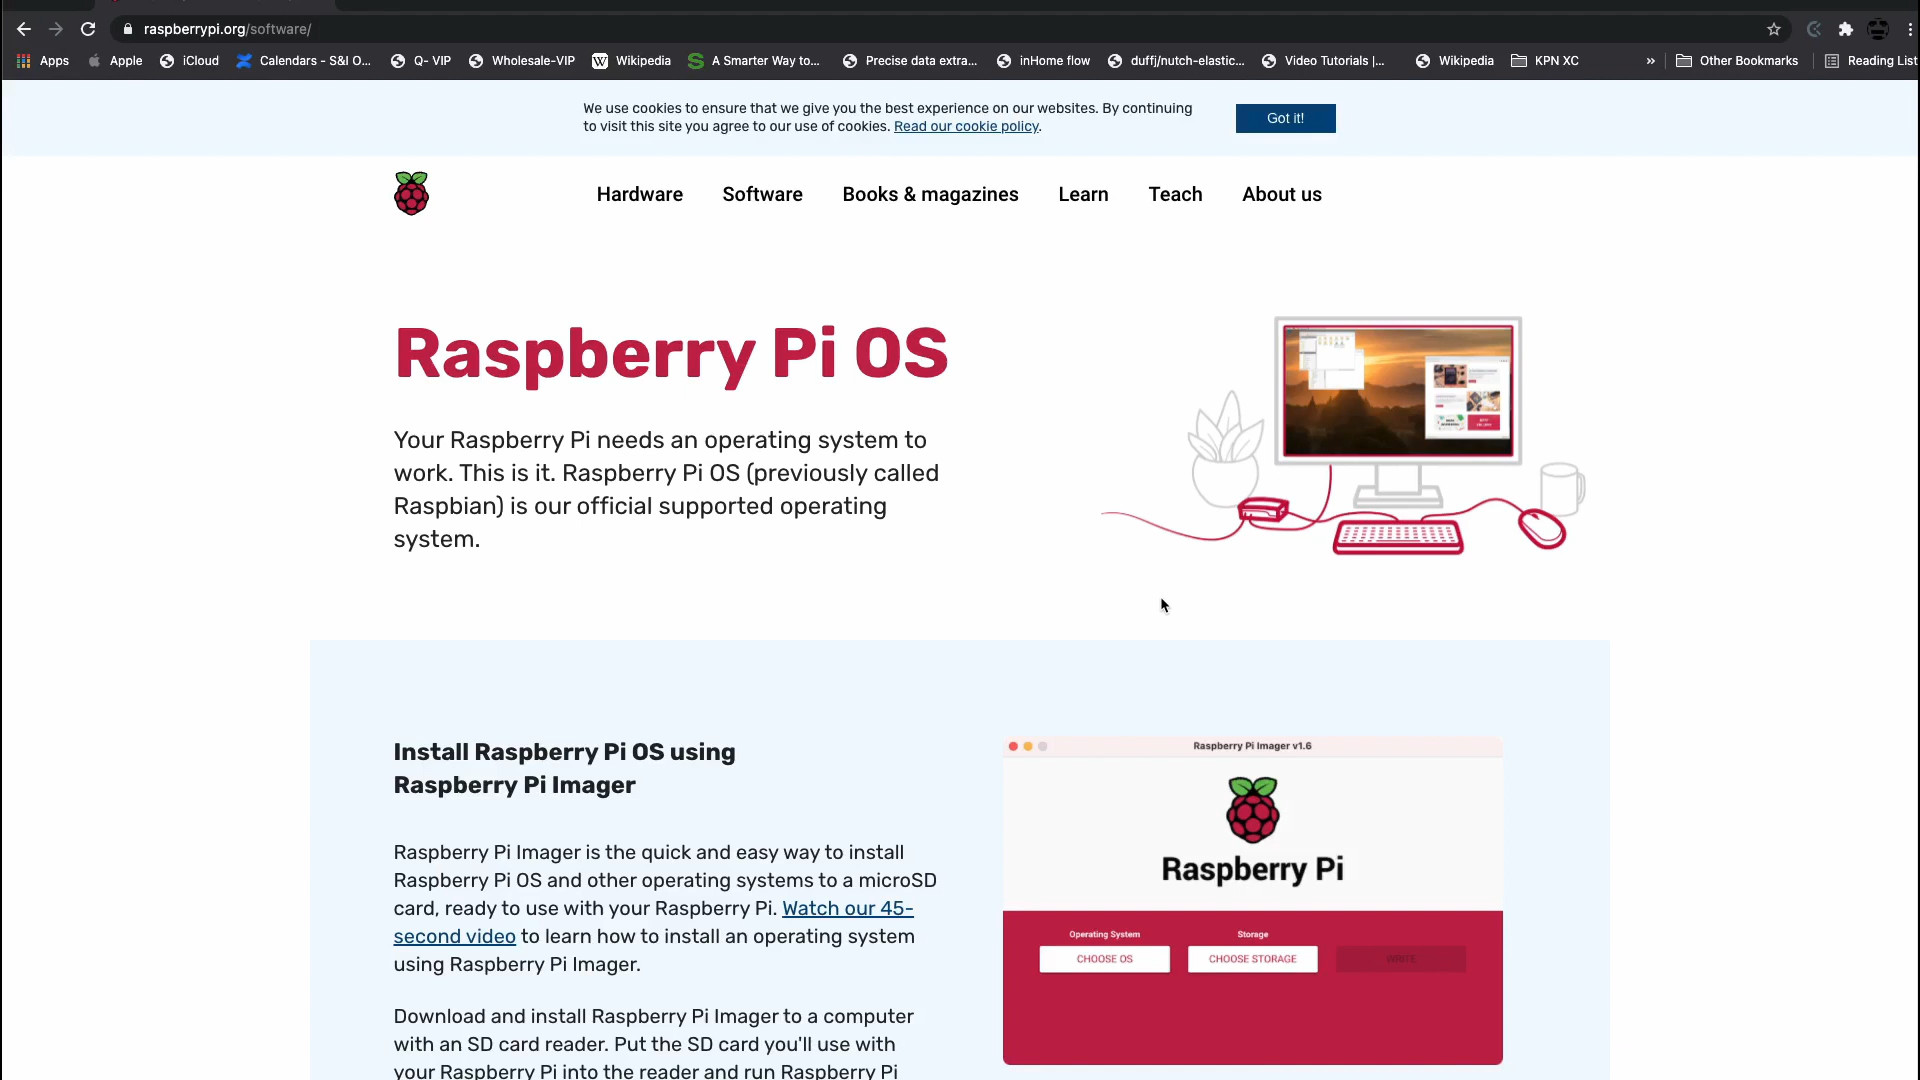 raspberrypi.org/software/
Apps Apple iCloud Calendars - S&I O... Q- VIP Wholesale-VIP Wikipedia A Smarter Way to... Precise data extra... inHome flow duffj/nutch-elastic... Video Tutorials |... Wikipedia KPN XC » Other Bookmarks Reading List
We use cookies to ensure that we give you the best experience on our websites. By continuing
to visit this site you agree to our use of cookies. Read our cookie policy.
Got it!
Hardware Software Books & magazines Learn Teach About us
Raspberry Pi OS
Your Raspberry Pi needs an operating system to
work. This is it. Raspberry Pi OS (previously called
Raspbian) is our official supported operating
system.
Install Raspberry Pi OS using
Raspberry Pi Imager
Raspberry Pi Imager is the quick and easy way to install
Raspberry Pi OS and other operating systems to a microSD
card, ready to use with your Raspberry Pi. Watch our 45-
second video to learn how to install an operating system
using Raspberry Pi Imager.
Download and install Raspberry Pi Imager to a computer
with an SD card reader. Put the SD card you'll use with
your Raspberry Pi into the reader and run Raspberry Pi
Raspberry Pi Imager v1.6
Raspberry Pi
Operating System Storage
CHOOSE OS CHOOSE STORAGE WRITE